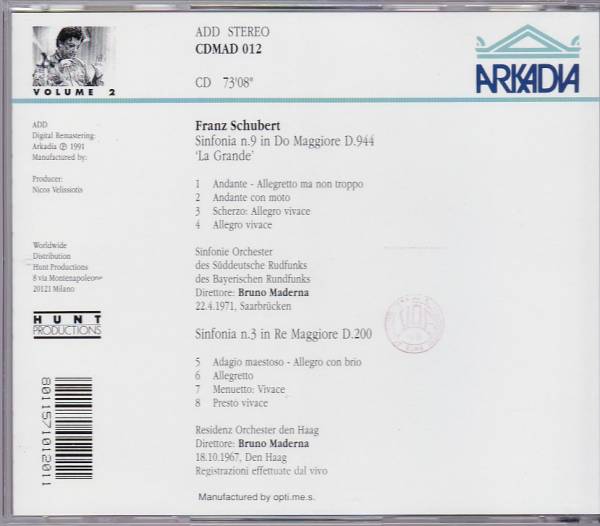 VOLUME 2
ADD STEREO
CDMAD 012
CD 73'08"
ARKADIA
ADD
Digital Remastering:
Arkadia ℗ 1991
Manufactured by:
Producer:
Nicos Velissiotis
Worldwide
Distribution
Hunt Productions
8 via Montenapoleone
20121 Milano
HUNT
PRODUCTIONS
8011571012011
Franz Schubert
Sinfonia n.9 in Do Maggiore D.944
'La Grande'
1 Andante - Allegretto ma non troppo
2 Andante con moto
3 Scherzo: Allegro vivace
4 Allegro vivace
Sinfonie Orchester
des Süddeutsche Rudfunks
des Bayerischen Rundfunks
Direttore: Bruno Maderna
22.4.1971, Saarbrücken
Sinfonia n.3 in Re Maggiore D.200
5 Adagio maestoso - Allegro con brio
6 Allegretto
7 Menuetto: Vivace
8 Presto vivace
Residenz Orchester den Haag
Direttore: Bruno Maderna
18.10.1967, Den Haag
Registrazioni effettuate dal vivo
Manufactured by opti.me.s.